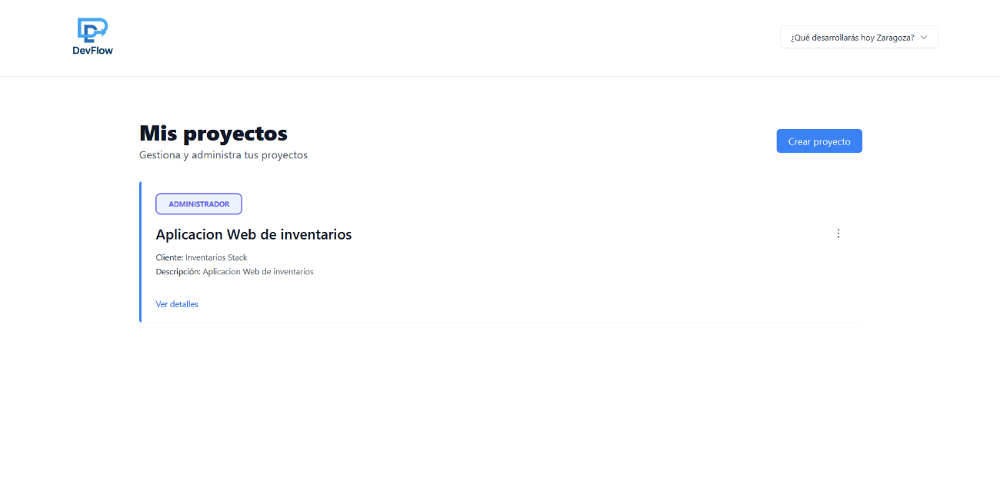 DevFlow
¿Qué desarrollarás hoy Zaragoza?
Mis proyectos
Gestiona y administra tus proyectos
Crear proyecto
ADMINISTRADOR
Aplicacion Web de inventarios
Cliente: Inventarios Stack
Descripción: Aplicacion Web de inventarios
Ver detalles